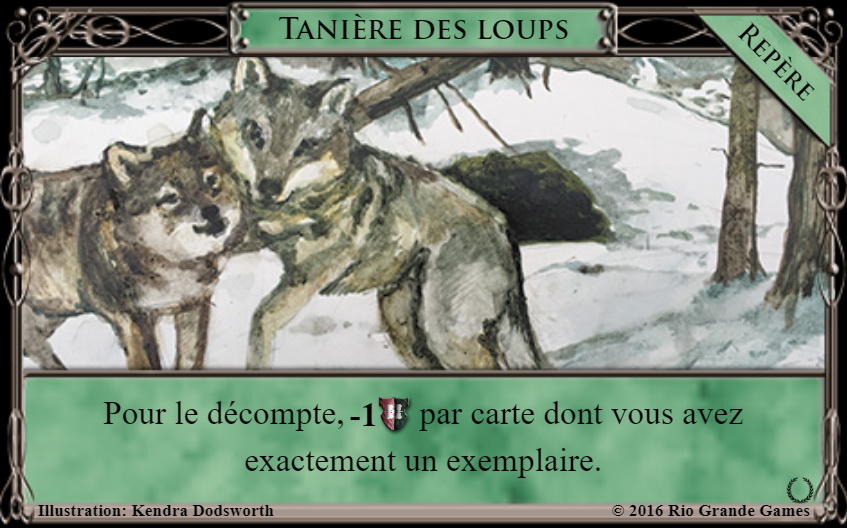 TANIÈRE DES LOUPS
REPÈRE
Pour le décompte, -1 par carte dont vous avez
exactement un exemplaire.
Illustration: Kendra Dodsworth
© 2016 Rio Grande Games